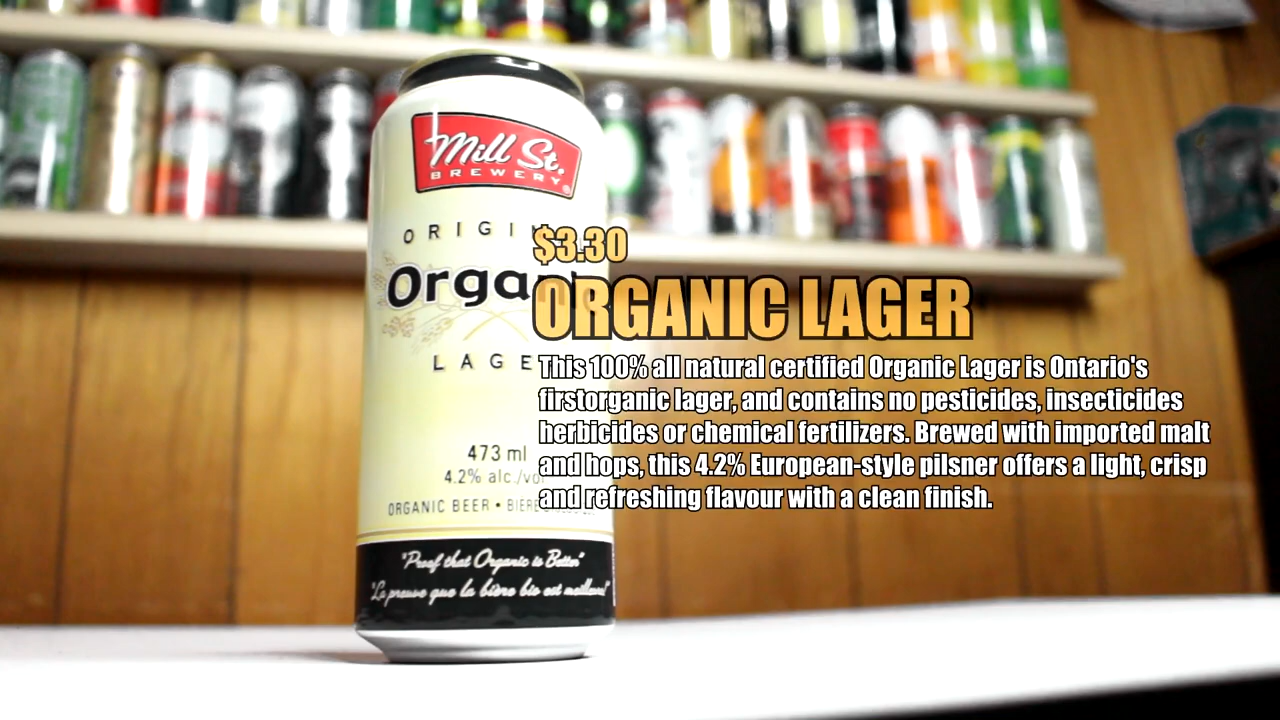 Mill St.
BREWERY
ORIGIN
Organic
LAGE
473 ml
4.2% alc./vol
ORGANIC BEER • BIÈRE
"Proof that Organic is Better"
"La preuve que la bière bio est meilleure!"
$3.30
ORGANIC LAGER
This 100% all natural certified Organic Lager is Ontario's
firstorganic lager, and contains no pesticides, insecticides
herbicides or chemical fertilizers. Brewed with imported malt
and hops, this 4.2% European-style pilsner offers a light, crisp
and refreshing flavour with a clean finish.